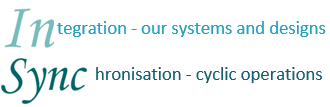 Integration - our systems and designs
Synchronisation - cyclic operations